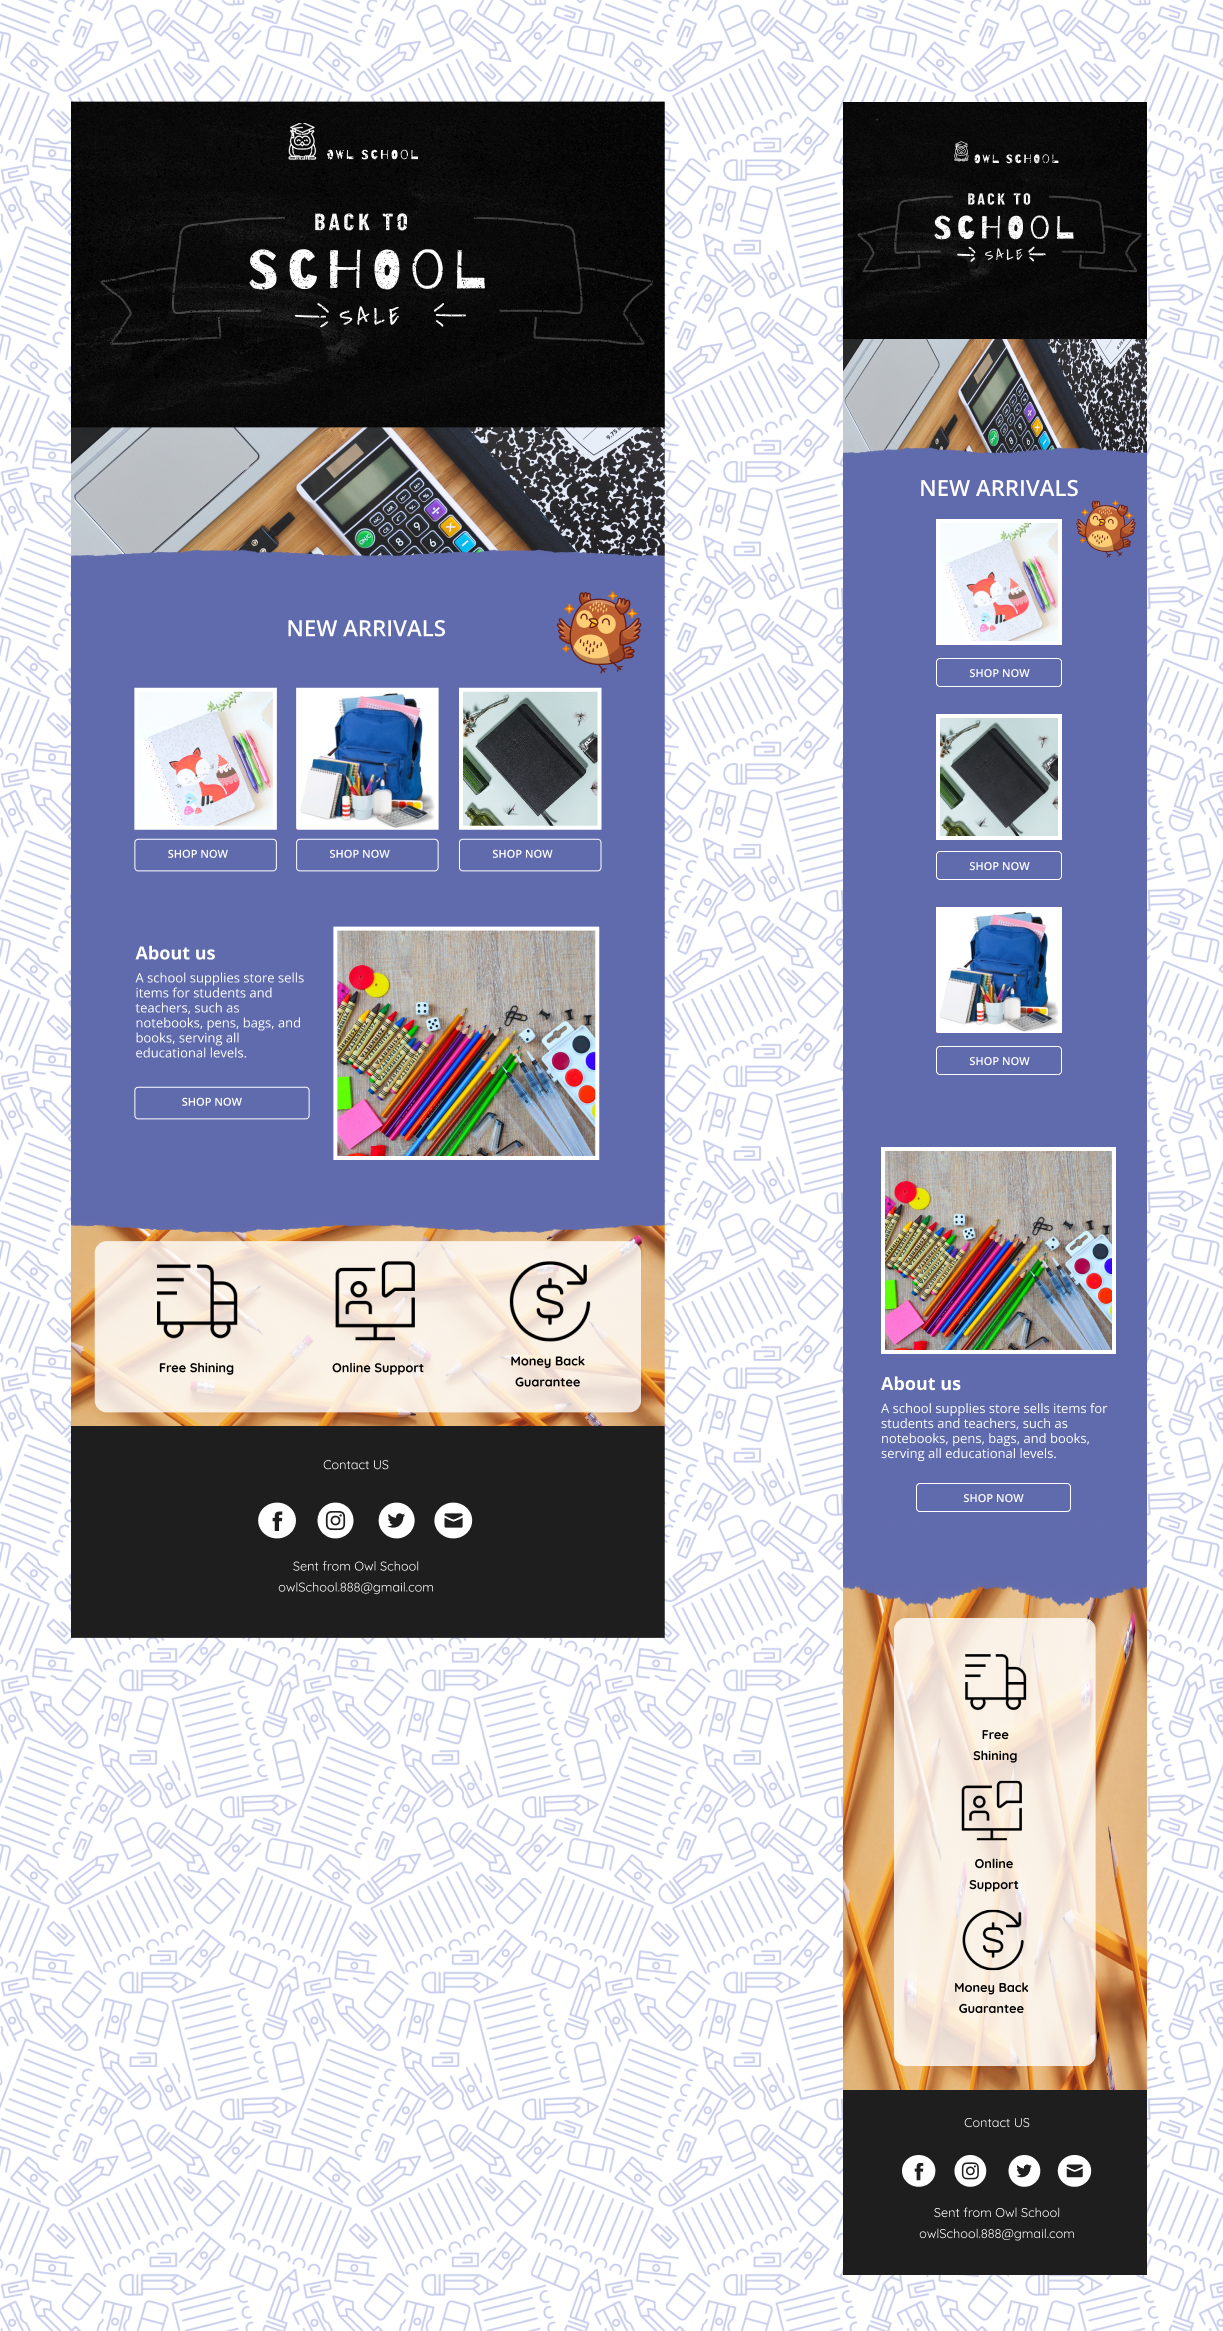 OWL SCHOOL
BACK TO
SCHOOL
SALE
NEW ARRIVALS
SHOP NOW
SHOP NOW
SHOP NOW
About us
A school supplies store sells
items for students and
teachers, such as
notebooks, pens, bags, and
books, serving all
educational levels.
SHOP NOW
Free Shining
Online Support
Money Back
Guarantee
Contact US
Sent from Owl School
owlSchool.888@gmail.com
OWL SCHOOL
BACK TO
SCHOOL
SALE
NEW ARRIVALS
SHOP NOW
SHOP NOW
SHOP NOW
About us
A school supplies store sells items for
students and teachers, such as
notebooks, pens, bags, and books,
serving all educational levels.
SHOP NOW
Free
Shining
Online
Support
Money Back
Guarantee
Contact US
Sent from Owl School
owlSchool.888@gmail.com